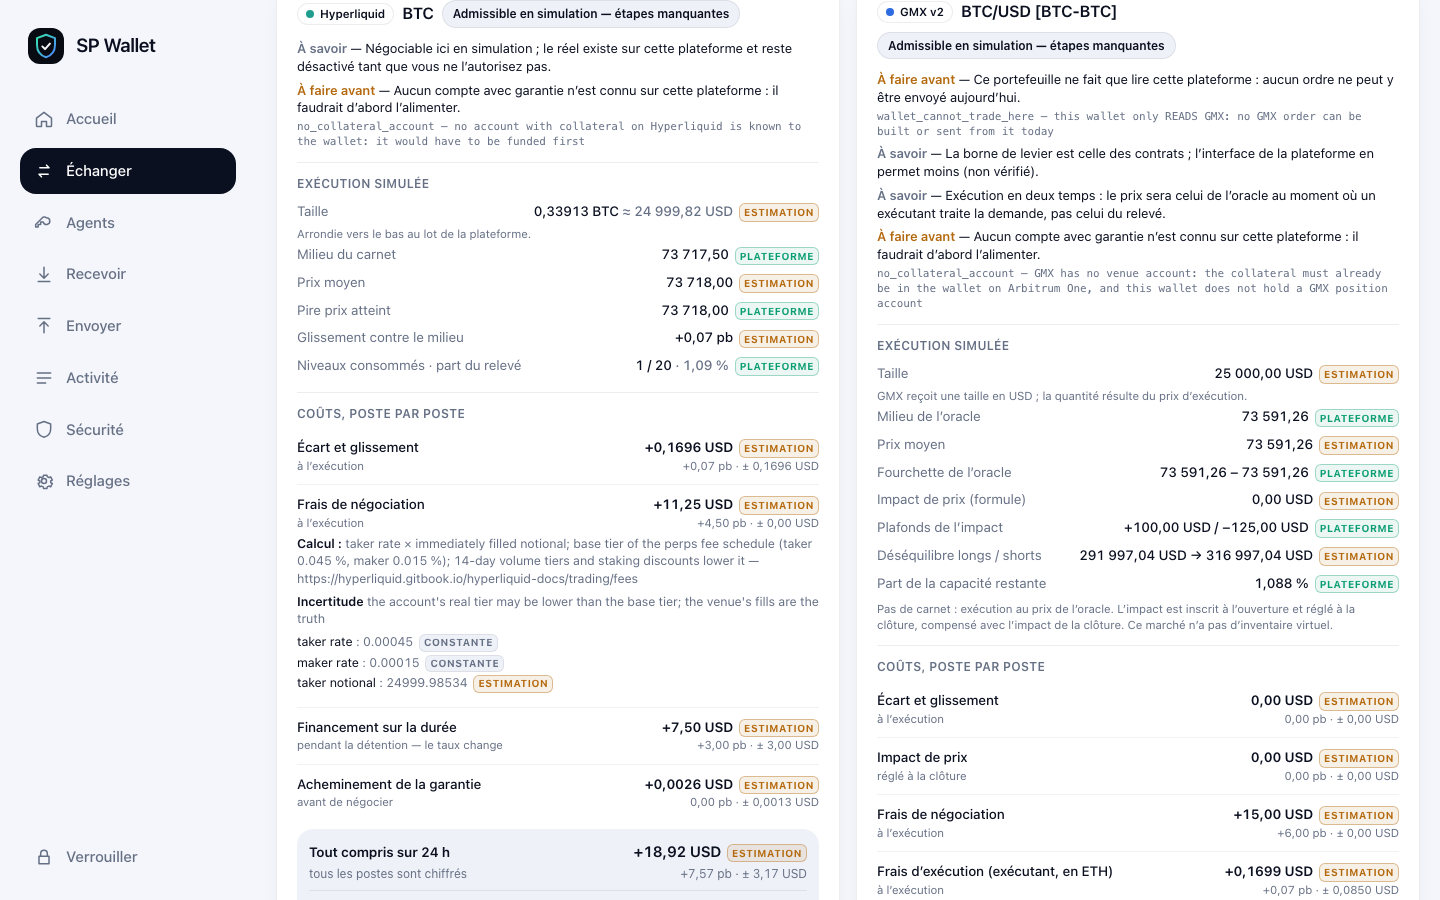 SP Wallet
Accueil
Échanger
Agents
Recevoir
Envoyer
Activité
Sécurité
Réglages
Verrouiller
Hyperliquid BTC Admissible en simulation — étapes manquantes
À savoir — Négociable ici en simulation ; le réel existe sur cette plateforme et reste
désactivé tant que vous ne l’autorisez pas.
À faire avant — Aucun compte avec garantie n’est connu sur cette plateforme : il
faudrait d’abord l’alimenter.
no_collateral_account — no account with collateral on Hyperliquid is known to
the wallet: it would have to be funded first
EXÉCUTION SIMULÉE
Taille 0,33913 BTC ≈ 24 999,82 USD ESTIMATION
Arrondie vers le bas au lot de la plateforme.
Milieu du carnet 73 717,50 PLATEFORME
Prix moyen 73 718,00 ESTIMATION
Pire prix atteint 73 718,00 PLATEFORME
Glissement contre le milieu +0,07 pb ESTIMATION
Niveaux consommés · part du relevé 1 / 20 · 1,09 % PLATEFORME
COÛTS, POSTE PAR POSTE
Écart et glissement +0,1696 USD ESTIMATION
à l’exécution +0,07 pb · ± 0,1696 USD
Frais de négociation +11,25 USD ESTIMATION
à l’exécution +4,50 pb · ± 0,00 USD
Calcul : taker rate × immediately filled notional; base tier of the perps fee schedule (taker
0.045 %, maker 0.015 %); 14-day volume tiers and staking discounts lower it —
https://hyperliquid.gitbook.io/hyperliquid-docs/trading/fees
Incertitude the account's real tier may be lower than the base tier; the venue's fills are the
truth
taker rate : 0.00045 CONSTANTE
maker rate : 0.00015 CONSTANTE
taker notional : 24999.98534 ESTIMATION
Financement sur la durée +7,50 USD ESTIMATION
pendant la détention — le taux change +3,00 pb · ± 3,00 USD
Acheminement de la garantie +0,0026 USD ESTIMATION
avant de négocier 0,00 pb · ± 0,0013 USD
Tout compris sur 24 h +18,92 USD ESTIMATION
tous les postes sont chiffrés +7,57 pb · ± 3,17 USD
GMX v2 BTC/USD [BTC-BTC]
Admissible en simulation — étapes manquantes
À faire avant — Ce portefeuille ne fait que lire cette plateforme : aucun ordre ne peut y
être envoyé aujourd’hui.
wallet_cannot_trade_here — this wallet only READS GMX: no GMX order can be
built or sent from it today
À savoir — La borne de levier est celle des contrats ; l’interface de la plateforme en
permet moins (non vérifié).
À savoir — Exécution en deux temps : le prix sera celui de l’oracle au moment où un
exécutant traite la demande, pas celui du relevé.
À faire avant — Aucun compte avec garantie n’est connu sur cette plateforme : il
faudrait d’abord l’alimenter.
no_collateral_account — GMX has no venue account: the collateral must already
be in the wallet on Arbitrum One, and this wallet does not hold a GMX position
account
EXÉCUTION SIMULÉE
Taille 25 000,00 USD ESTIMATION
GMX reçoit une taille en USD ; la quantité résulte du prix d’exécution.
Milieu de l’oracle 73 591,26 PLATEFORME
Prix moyen 73 591,26 ESTIMATION
Fourchette de l’oracle 73 591,26 – 73 591,26 PLATEFORME
Impact de prix (formule) 0,00 USD ESTIMATION
Plafonds de l’impact +100,00 USD / −125,00 USD PLATEFORME
Déséquilibre longs / shorts 291 997,04 USD → 316 997,04 USD ESTIMATION
Part de la capacité restante 1,088 % PLATEFORME
Pas de carnet : exécution au prix de l’oracle. L’impact est inscrit à l’ouverture et réglé à la
clôture, compensé avec l’impact de la clôture. Ce marché n’a pas d’inventaire virtuel.
COÛTS, POSTE PAR POSTE
Écart et glissement 0,00 USD ESTIMATION
à l’exécution 0,00 pb · ± 0,00 USD
Impact de prix 0,00 USD ESTIMATION
réglé à la clôture 0,00 pb · ± 0,00 USD
Frais de négociation +15,00 USD ESTIMATION
à l’exécution +6,00 pb · ± 0,00 USD
Frais d’exécution (exécutant, en ETH) +0,1699 USD ESTIMATION
à l’exécution +0,07 pb · ± 0,0850 USD